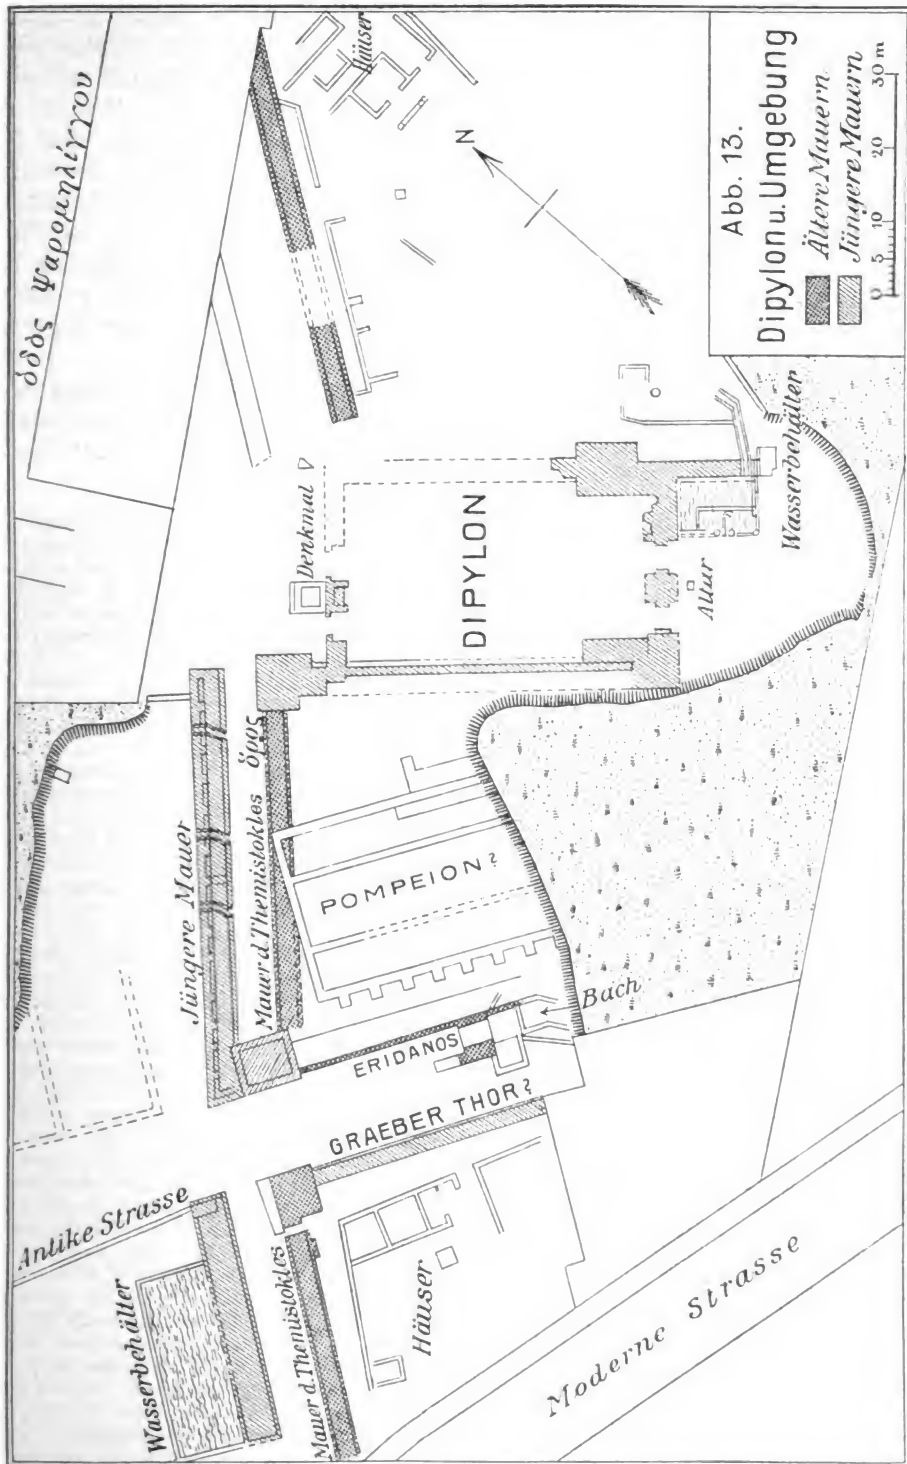 Abb. 13.
Dipylon u. Umgebung
Ältere Mauern
Jüngere Mauern
0 5 10 20 30 m
ὁδὸς Ψαρομηλίγγου
Häuser
N
Denkmal
DIPYLON
Altar
Wasserbehälter
Jüngere Mauer
Mauer d. Themistokles
ὅρος
POMPEION?
ERIDANOS
Bach
GRAEBER THOR?
Antike Strasse
Wasserbehälter
Mauer d. Themistokles
Häuser
Moderne Strasse